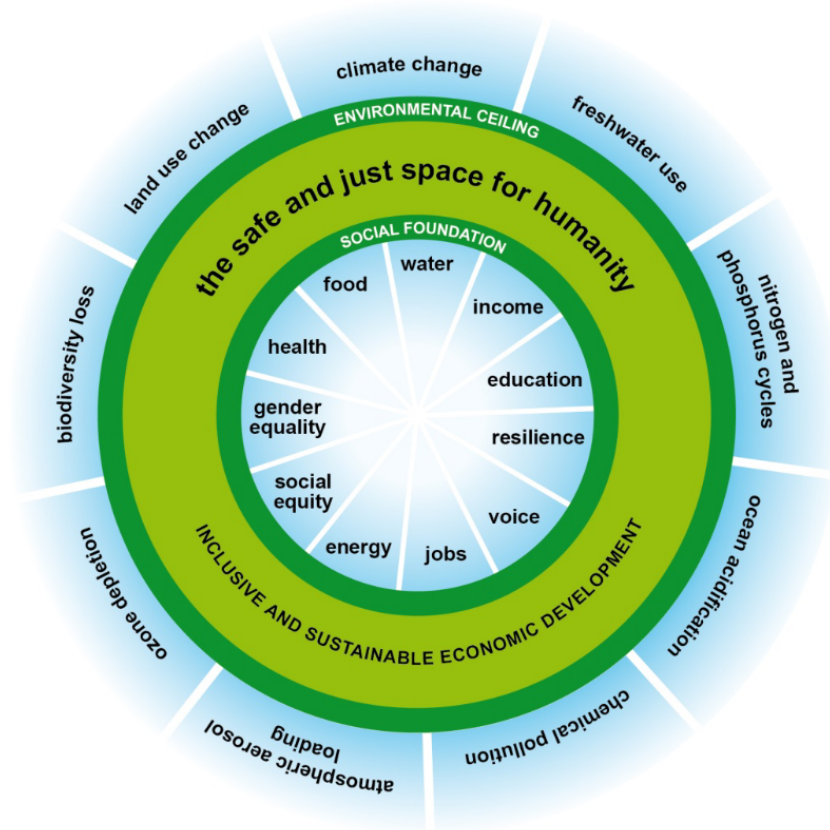 climate change
freshwater use
nitrogen and
phosphorus cycles
ocean acidification
chemical pollution
atmospheric aerosol
loading
ozone depletion
biodiversity loss
land use change
ENVIRONMENTAL CEILING
the safe and just space for humanity
SOCIAL FOUNDATION
water
income
education
resilience
voice
jobs
energy
social
equity
gender
equality
health
food
INCLUSIVE AND SUSTAINABLE ECONOMIC DEVELOPMENT